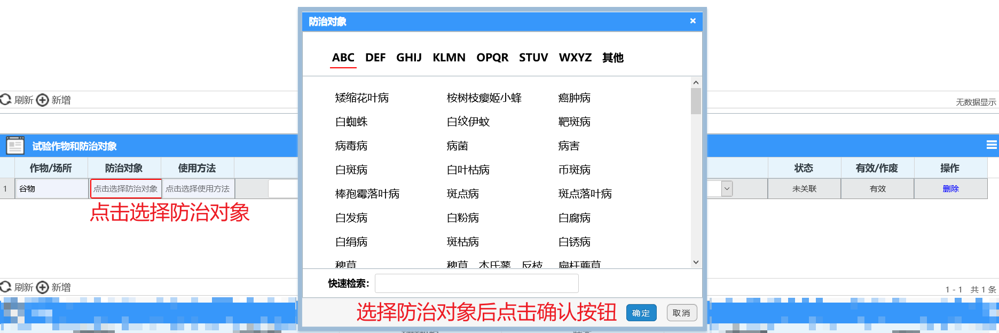 防治对象 ×
ABC DEF GHIJ KLMN OPQR STUV WXYZ 其他
矮缩花叶病 桉树枝瘿姬小蜂 癌肿病
白蜘蛛 白纹伊蚊 靶斑病
病毒病 病菌 病害
白斑病 白叶枯病 币斑病
棒孢霉落叶病 斑点病 斑点落叶病
白发病 白粉病 白腐病
白绢病 斑枯病 白锈病
稗草
快速检索:
选择防治对象后点击确认按钮 确定 取消
刷新 新增 无数据显示
试验作物和防治对象
作物/场所 防治对象 使用方法 状态 有效/作废 操作
1 谷物 点击选择防治对象 点击选择使用方法 未关联 有效 删除
点击选择防治对象
刷新 新增 1 - 1 共 1 条